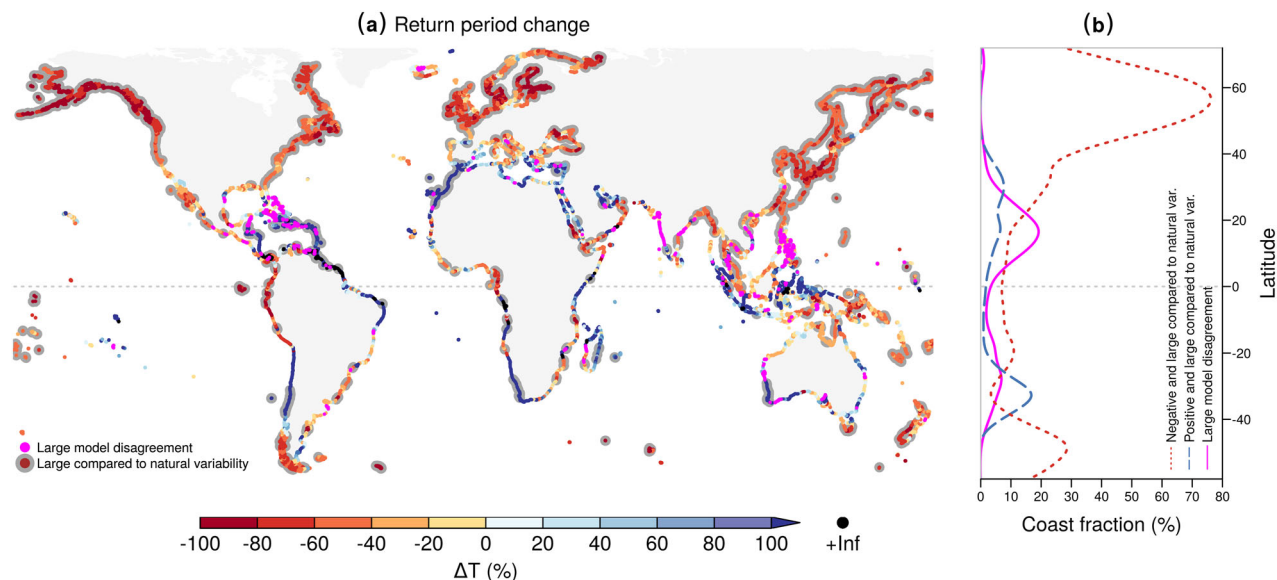 (a) Return period change
Large model disagreement
Large compared to natural variability
-100 -80 -60 -40 -20 0 20 40 60 80 100
+Inf
ΔT (%)
(b)
60
40
20
0
-20
-40
Latitude
0 10 20 30 40 50 60 70 80
Coast fraction (%)
Negative and large compared to natural var.
Positive and large compared to natural var.
Large model disagreement